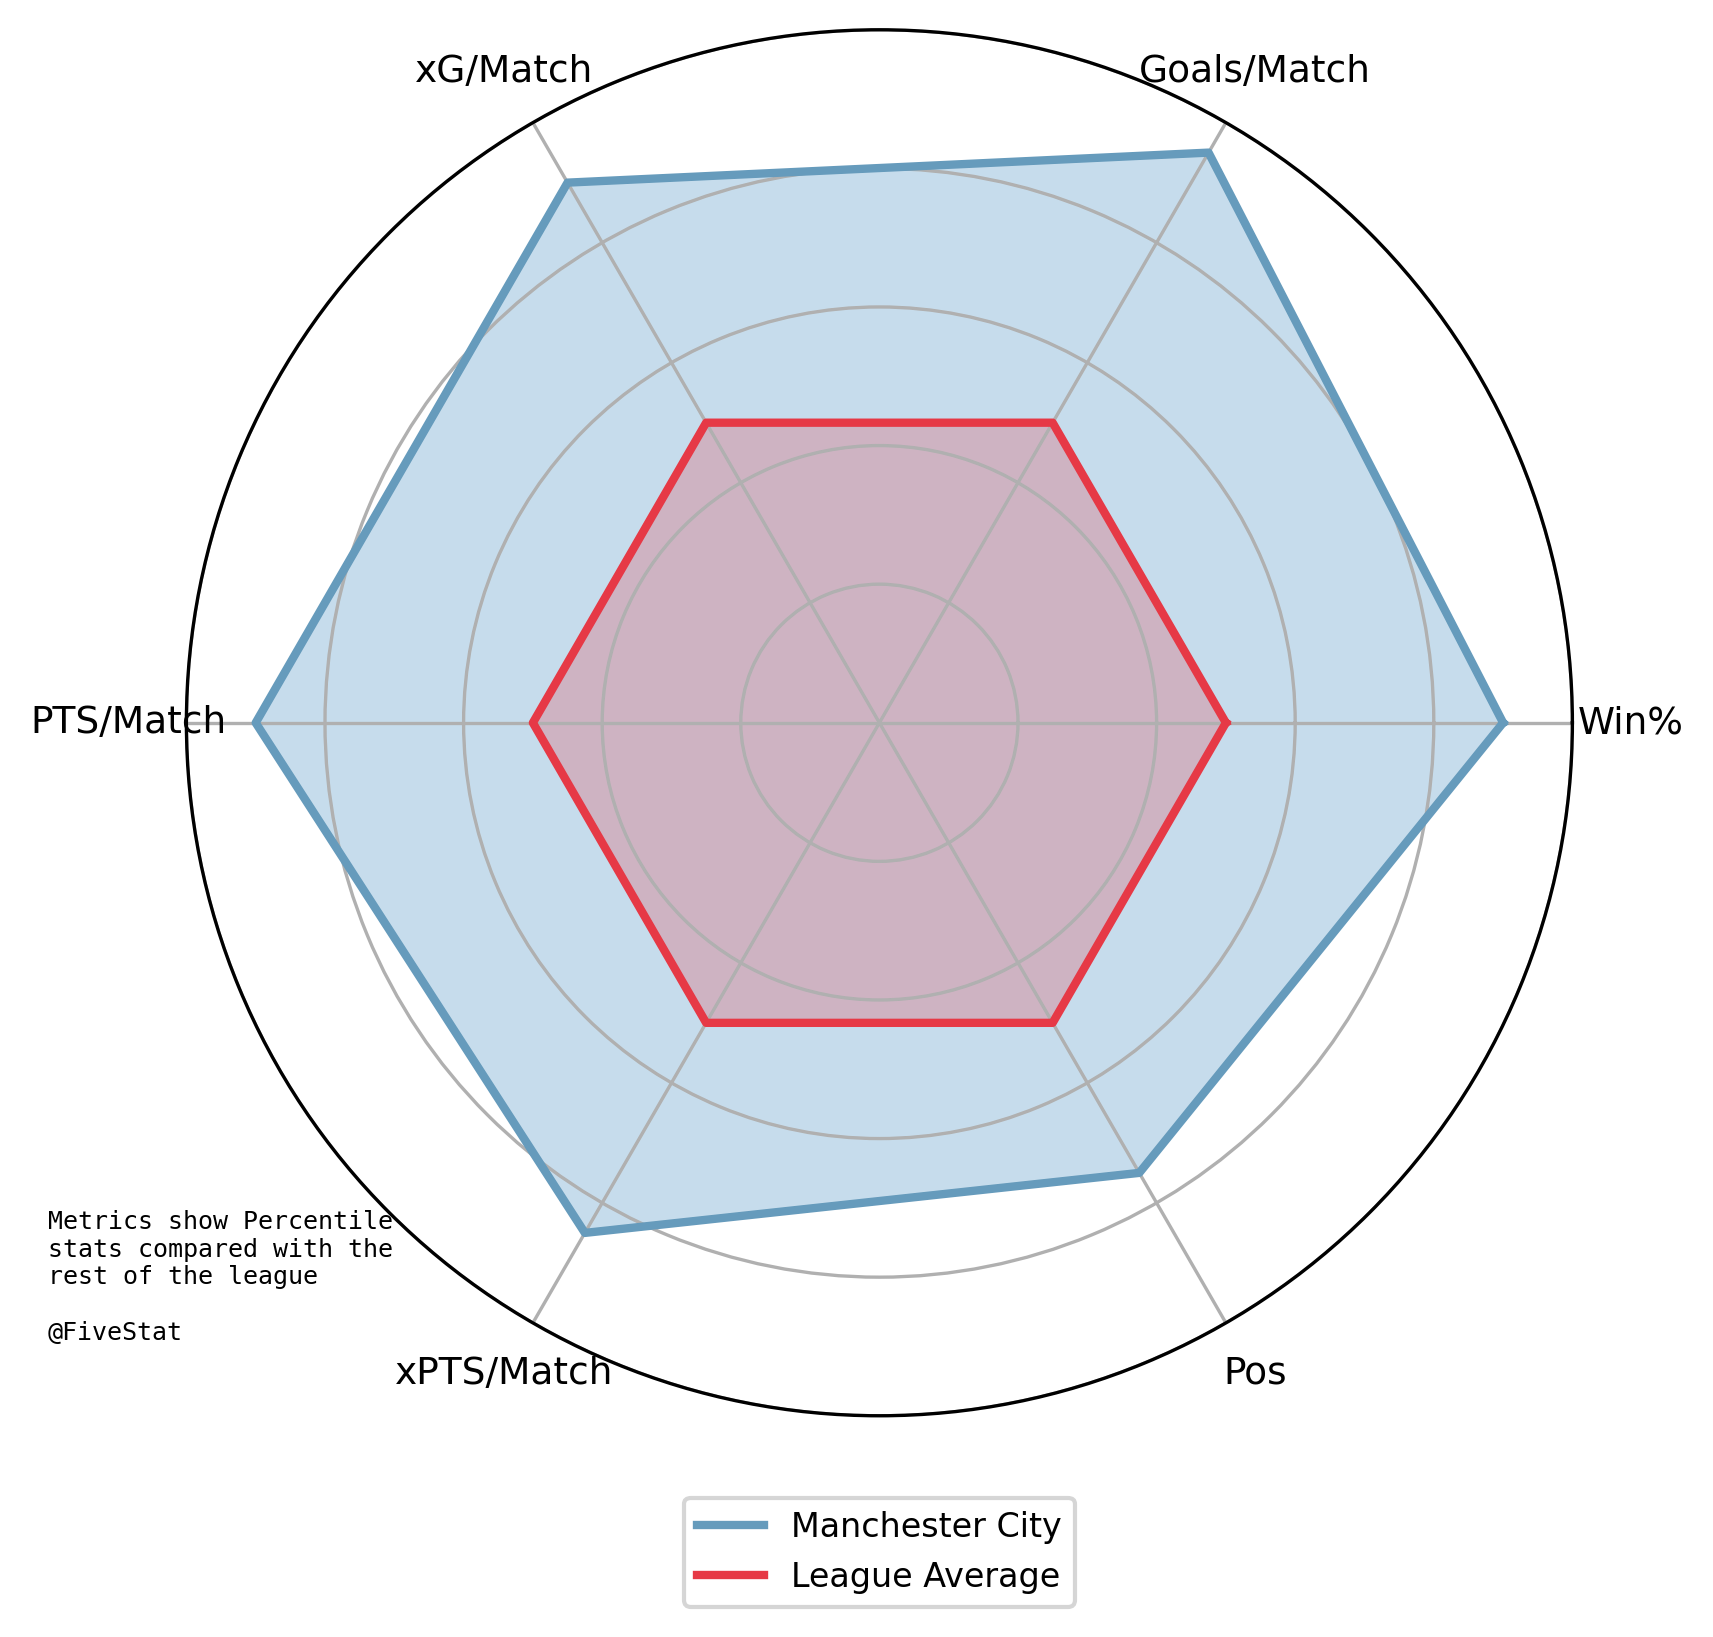 xG/Match
Goals/Match
PTS/Match
Win%
Metrics show Percentile
stats compared with the
rest of the league
@FiveStat
xPTS/Match
Pos
Manchester City
League Average